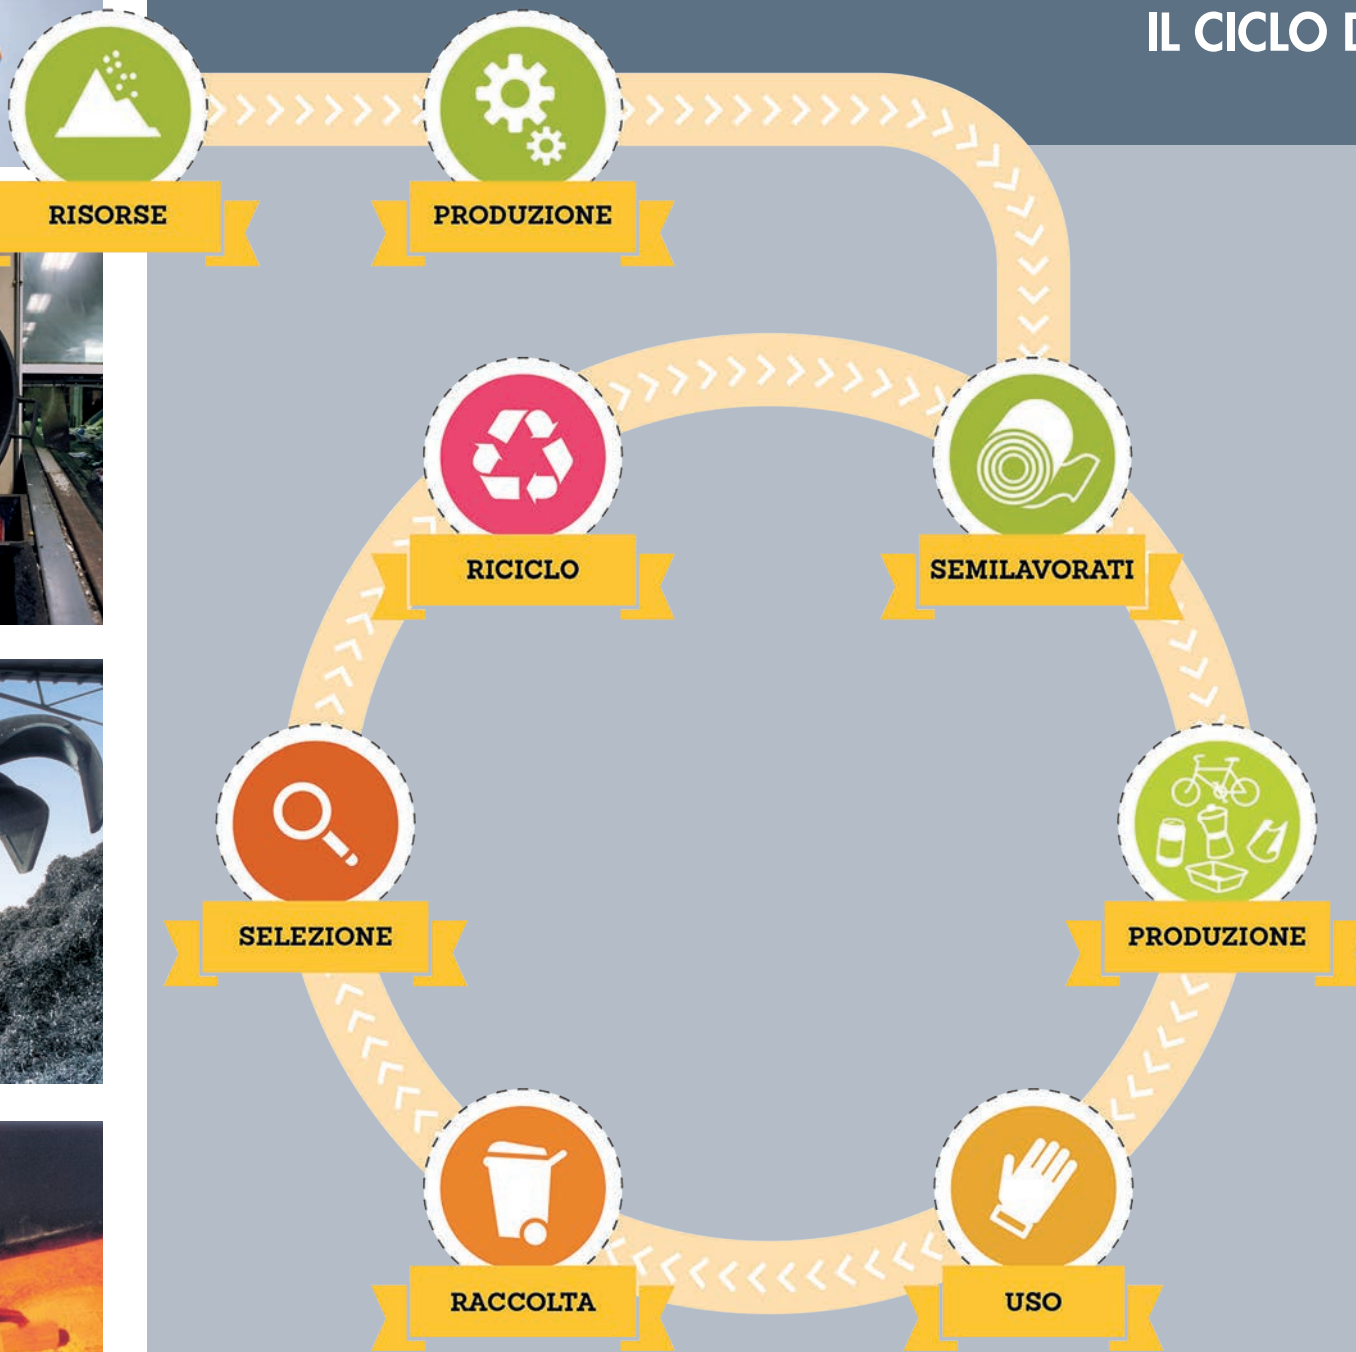 IL CICLO
RISORSE
PRODUZIONE
RICICLO
SEMILAVORATI
SELEZIONE
PRODUZIONE
RACCOLTA
USO